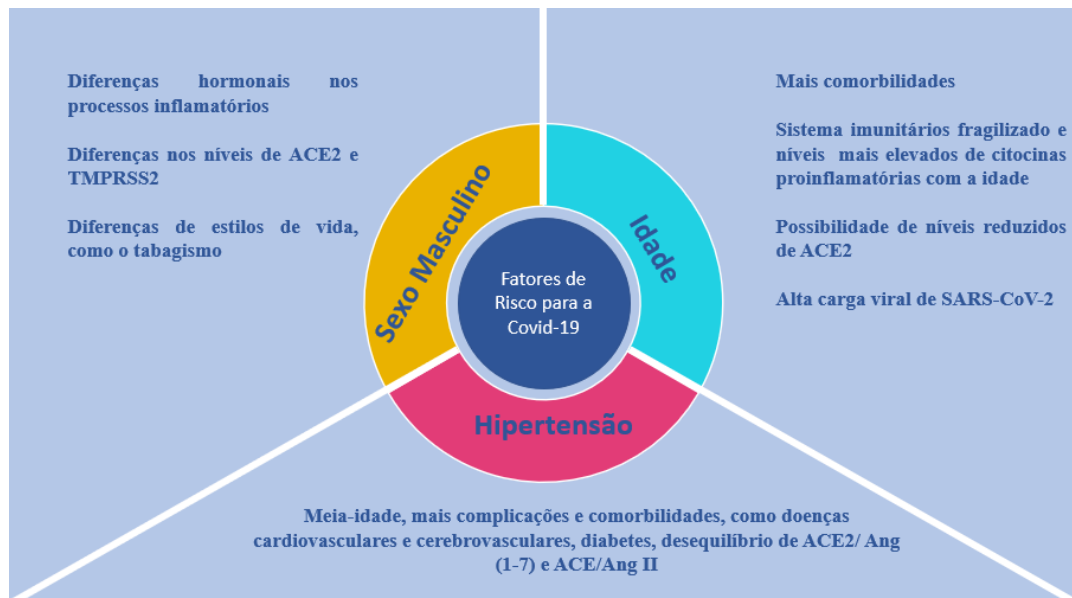 Diferenças hormonais nos
processos inflamatórios
Diferenças nos níveis de ACE2 e
TMPRSS2
Diferenças de estilos de vida,
como o tabagismo
Mais comorbilidades
Sistema imunitários fragilizado e
níveis mais elevados de citocinas
proinflamatórias com a idade
Possibilidade de níveis reduzidos
de ACE2
Alta carga viral de SARS-CoV-2
Sexo Masculino
Idade
Fatores de
Risco para a
Covid-19
Hipertensão
Meia-idade, mais complicações e comorbilidades, como doenças
cardiovasculares e cerebrovasculares, diabetes, desequilíbrio de ACE2/ Ang
(1-7) e ACE/Ang II